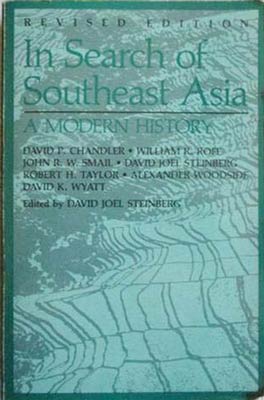 REVISED EDITION
In Search of
Southeast Asia
A MODERN HISTORY
DAVID P. CHANDLER • WILLIAM R. ROFF
JOHN R. W. SMAIL • DAVID JOEL STEINBERG
ROBERT H. TAYLOR • ALEXANDER WOODSIDE
DAVID K. WYATT
Edited by DAVID JOEL STEINBERG